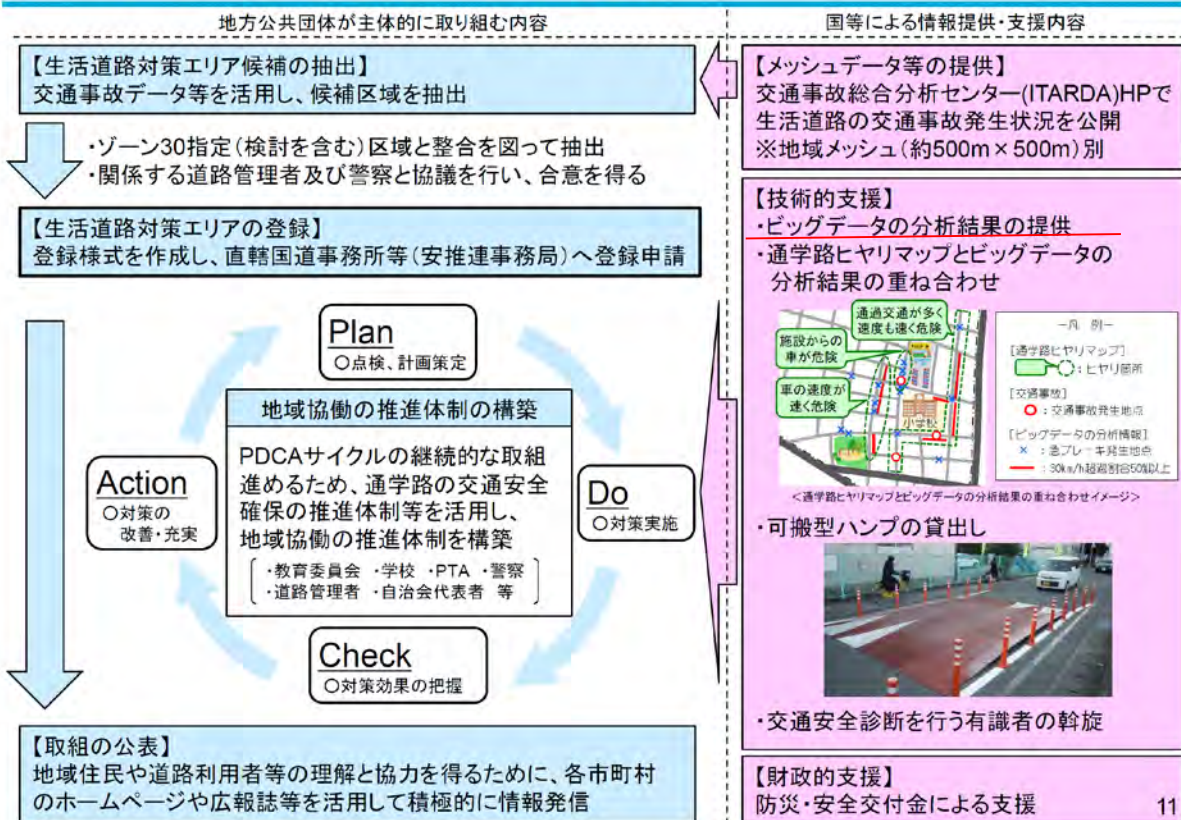 地方公共団体が主体的に取り組む内容
【生活道路対策エリア候補の抽出】
交通事故データ等を活用し、候補区域を抽出
・ゾーン30指定(検討を含む)区域と整合を図って抽出
・関係する道路管理者及び警察と協議を行い、合意を得る
【生活道路対策エリアの登録】
登録様式を作成し、直轄国道事務所等(安推連事務局)へ登録申請
Plan
○点検、計画策定
地域協働の推進体制の構築
PDCAサイクルの継続的な取組
進めるため、通学路の交通安全
確保の推進体制等を活用し、
地域協働の推進体制を構築
・教育委員会 ・学校 ・PTA ・警察
・道路管理者 ・自治会代表者 等
Action
○対策の
改善・充実
Do
○対策実施
Check
○対策効果の把握
【取組の公表】
地域住民や道路利用者等の理解と協力を得るために、各市町村
のホームページや広報誌等を活用して積極的に情報発信
国等による情報提供・支援内容
【メッシュデータ等の提供】
交通事故総合分析センター(ITARDA)HPで
生活道路の交通事故発生状況を公開
※地域メッシュ(約500m×500m)別
【技術的支援】
・ビッグデータの分析結果の提供
・通学路ヒヤリマップとビッグデータの
分析結果の重ね合わせ
通過交通が多く
速度も速く危険
施設からの
車が危険
車の速度が
速く危険
小学校
−凡 例−
[通学路ヒヤリマップ]
：ヒヤリ箇所
[交通事故]
○：交通事故発生地点
[ビッグデータの分析情報]
×：急ブレーキ発生地点
：30km/h超過割合50%以上
<通学路ヒヤリマップとビッグデータの分析結果の重ね合わせイメージ>
・可搬型ハンプの貸出し
・交通安全診断を行う有識者の斡旋
【財政的支援】
防災・安全交付金による支援
11